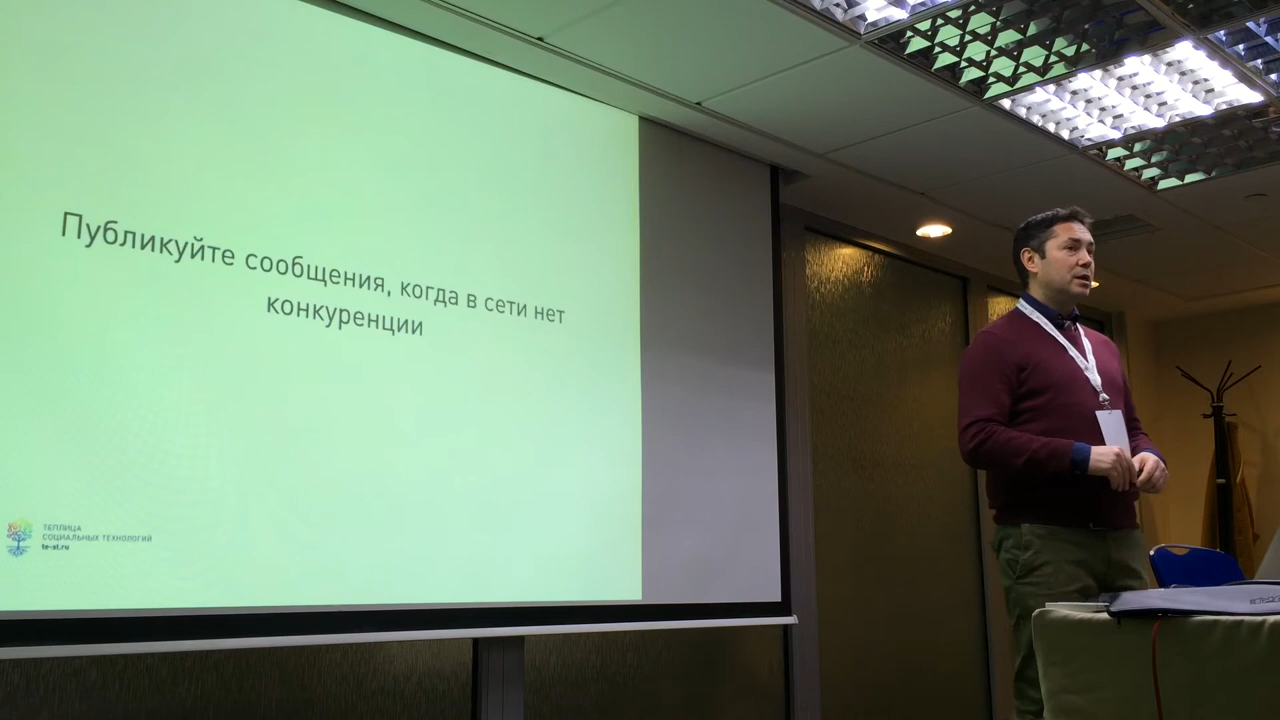 Публикуйте сообщения, когда в сети нет
конкуренции
ТЕПЛИЦА
СОЦИАЛЬНЫХ ТЕХНОЛОГИЙ
te-st.ru